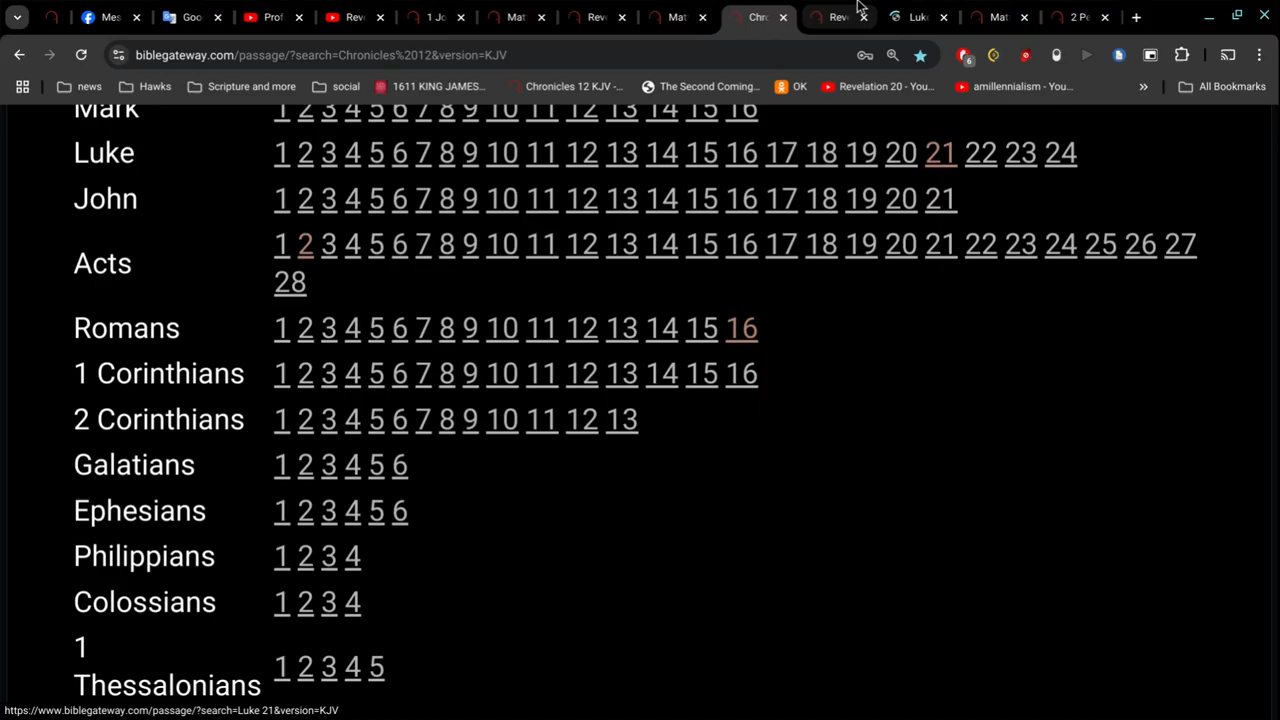 Mes
Goo
Prof
Reve
1 Jo
Mat
Reve
Mat
Chro
Reve
Luke
Mat
2 Pe
biblegateway.com/passage/?search=Chronicles%2012&version=KJV
6
news
Hawks
Scripture and more
social
1611 KING JAMES...
Chronicles 12 KJV -...
The Second Coming...
OK
Revelation 20 - You...
amillennialism - You...
All Bookmarks
Mark 1 2 3 4 5 6 7 8 9 10 11 12 13 14 15 16
Luke 1 2 3 4 5 6 7 8 9 10 11 12 13 14 15 16 17 18 19 20 21 22 23 24
John 1 2 3 4 5 6 7 8 9 10 11 12 13 14 15 16 17 18 19 20 21
Acts 1 2 3 4 5 6 7 8 9 10 11 12 13 14 15 16 17 18 19 20 21 22 23 24 25 26 27
28
Romans 1 2 3 4 5 6 7 8 9 10 11 12 13 14 15 16
1 Corinthians 1 2 3 4 5 6 7 8 9 10 11 12 13 14 15 16
2 Corinthians 1 2 3 4 5 6 7 8 9 10 11 12 13
Galatians 1 2 3 4 5 6
Ephesians 1 2 3 4 5 6
Philippians 1 2 3 4
Colossians 1 2 3 4
1
Thessalonians 1 2 3 4 5
https://www.biblegateway.com/passage/?search=Luke 21&version=KJV